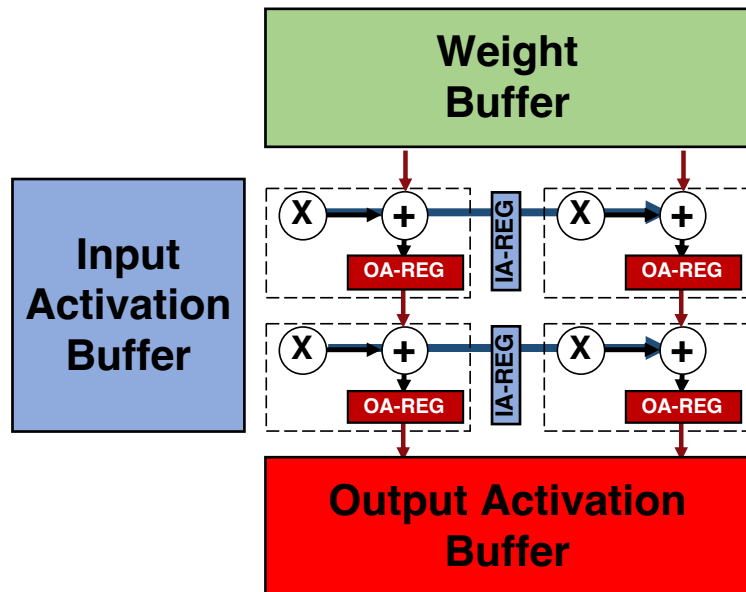 Weight
Buffer
Input
Activation
Buffer
X + IA-REG X +
OA-REG OA-REG
X + IA-REG X +
OA-REG OA-REG
Output Activation
Buffer